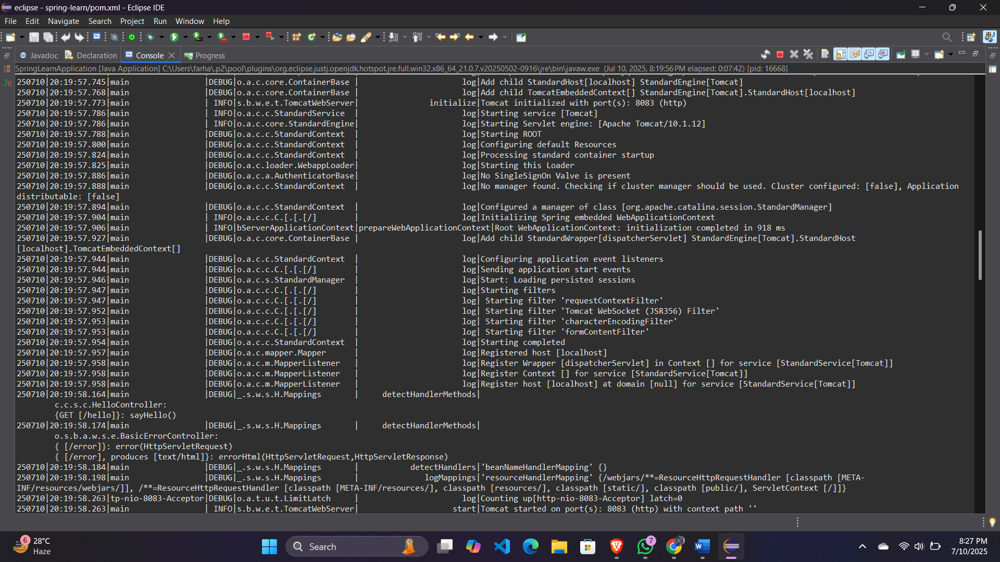 eclipse - spring-learn/pom.xml - Eclipse IDE
File Edit Navigate Search Project Run Window Help
@ Javadoc Declaration Console Progress
SpringLearnApplication [Java Application] C:\Users\farha\.p2\pool\plugins\org.eclipse.justj.openjdk.hotspot.jre.full.win32.x86_64_21.0.7.v20250502-0916\jre\bin\javaw.exe (Jul 10, 2025, 8:19:56 PM elapsed: 0:07:42) [pid: 16668]
250710|20:19:57.745|main |DEBUG|o.a.c.core.ContainerBase | log|Add child StandardHost[localhost] StandardEngine[Tomcat]
250710|20:19:57.768|main |DEBUG|o.a.c.core.ContainerBase | log|Add child TomcatEmbeddedContext[] StandardEngine[Tomcat].StandardHost[localhost]
250710|20:19:57.773|main | INFO|s.b.w.e.t.TomcatWebServer| initialize|Tomcat initialized with port(s): 8083 (http)
250710|20:19:57.786|main | INFO|o.a.c.c.StandardService | log|Starting service [Tomcat]
250710|20:19:57.786|main | INFO|o.a.c.core.StandardEngine| log|Starting Servlet engine: [Apache Tomcat/10.1.12]
250710|20:19:57.788|main |DEBUG|o.a.c.c.StandardContext | log|Starting ROOT
250710|20:19:57.800|main |DEBUG|o.a.c.c.StandardContext | log|Configuring default Resources
250710|20:19:57.824|main |DEBUG|o.a.c.c.StandardContext | log|Processing standard container startup
250710|20:19:57.825|main |DEBUG|o.a.c.loader.WebappLoader| log|Starting this Loader
250710|20:19:57.886|main |DEBUG|o.a.c.a.AuthenticatorBase| log|No SingleSignOn Valve is present
250710|20:19:57.888|main |DEBUG|o.a.c.c.StandardContext | log|No manager found. Checking if cluster manager should be used. Cluster configured: [false], Application
distributable: [false]
250710|20:19:57.894|main |DEBUG|o.a.c.c.StandardContext | log|Configured a manager of class [org.apache.catalina.session.StandardManager]
250710|20:19:57.904|main | INFO|o.a.c.c.C.[.[.[/] | log|Initializing Spring embedded WebApplicationContext
250710|20:19:57.906|main | INFO|bServerApplicationContext|prepareWebApplicationContext|Root WebApplicationContext: initialization completed in 918 ms
250710|20:19:57.927|main |DEBUG|o.a.c.core.ContainerBase | log|Add child StandardWrapper[dispatcherServlet] StandardEngine[Tomcat].StandardHost
[localhost].TomcatEmbeddedContext[]
250710|20:19:57.944|main |DEBUG|o.a.c.c.StandardContext | log|Configuring application event listeners
250710|20:19:57.944|main |DEBUG|o.a.c.c.C.[.[.[/] | log|Sending application start events
250710|20:19:57.946|main |DEBUG|o.a.c.s.StandardManager | log|Start: Loading persisted sessions
250710|20:19:57.947|main |DEBUG|o.a.c.c.C.[.[.[/] | log|Starting filters
250710|20:19:57.947|main |DEBUG|o.a.c.c.C.[.[.[/] | log| Starting filter 'requestContextFilter'
250710|20:19:57.952|main |DEBUG|o.a.c.c.C.[.[.[/] | log| Starting filter 'Tomcat WebSocket (JSR356) Filter'
250710|20:19:57.953|main |DEBUG|o.a.c.c.C.[.[.[/] | log| Starting filter 'characterEncodingFilter'
250710|20:19:57.953|main |DEBUG|o.a.c.c.C.[.[.[/] | log| Starting filter 'formContentFilter'
250710|20:19:57.954|main |DEBUG|o.a.c.c.StandardContext | log|Starting completed
250710|20:19:57.957|main |DEBUG|o.a.c.mapper.Mapper | log|Registered host [localhost]
250710|20:19:57.958|main |DEBUG|o.a.c.m.MapperListener | log|Register Wrapper [dispatcherServlet] in Context [] for service [StandardService[Tomcat]]
250710|20:19:57.958|main |DEBUG|o.a.c.m.MapperListener | log|Register Context [] for service [StandardService[Tomcat]]
250710|20:19:57.958|main |DEBUG|o.a.c.m.MapperListener | log|Register host [localhost] at domain [null] for service [StandardService[Tomcat]]
250710|20:19:58.164|main |DEBUG|_.s.w.s.H.Mappings | detectHandlerMethods|
c.c.s.c.HelloController:
{GET [/hello]}: sayHello()
250710|20:19:58.174|main |DEBUG|_.s.w.s.H.Mappings | detectHandlerMethods|
o.s.b.a.w.s.e.BasicErrorController:
{ [/error]}: error(HttpServletRequest)
{ [/error], produces [text/html]}: errorHtml(HttpServletRequest,HttpServletResponse)
250710|20:19:58.184|main |DEBUG|_.s.w.s.H.Mappings | detectHandlers|'beanNameHandlerMapping' {}
250710|20:19:58.198|main |DEBUG|_.s.w.s.H.Mappings | logMappings|'resourceHandlerMapping' {/webjars/**=ResourceHttpRequestHandler [classpath [META-
INF/resources/webjars/]], /**=ResourceHttpRequestHandler [classpath [META-INF/resources/], classpath [resources/], classpath [static/], classpath [public/], ServletContext [/]]}
250710|20:19:58.263|tp-nio-8083-Acceptor|DEBUG|o.a.t.u.t.LimitLatch | log|Counting up[http-nio-8083-Acceptor] latch=0
250710|20:19:58.263|main | INFO|s.b.w.e.t.TomcatWebServer| start|Tomcat started on port(s): 8083 (http) with context path ''
6
28°C
Haze
Search
7
8:27 PM
7/10/2025